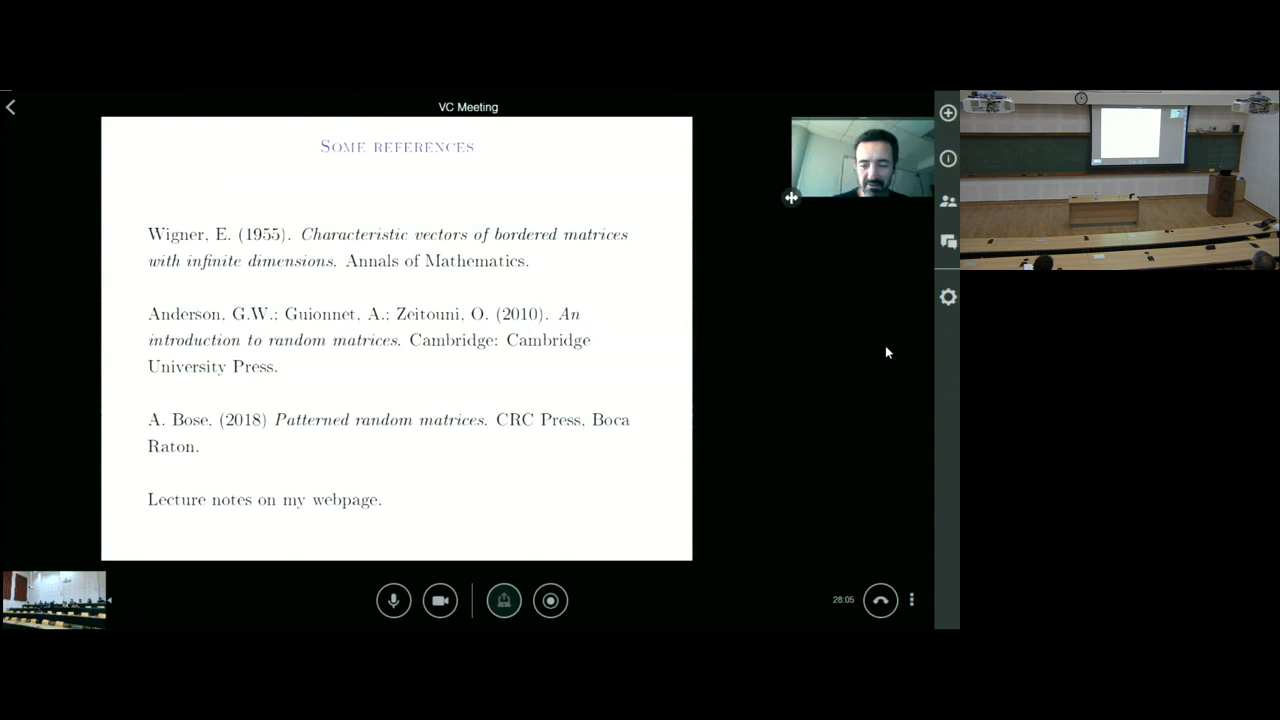 VC Meeting
SOME REFERENCES
Wigner, E. (1955). Characteristic vectors of bordered matrices
with infinite dimensions. Annals of Mathematics.
Anderson, G.W.; Guionnet, A.; Zeitouni, O. (2010). An
introduction to random matrices. Cambridge: Cambridge
University Press.
A. Bose, (2018) Patterned random matrices. CRC Press, Boca
Raton.
Lecture notes on my webpage.
28:05